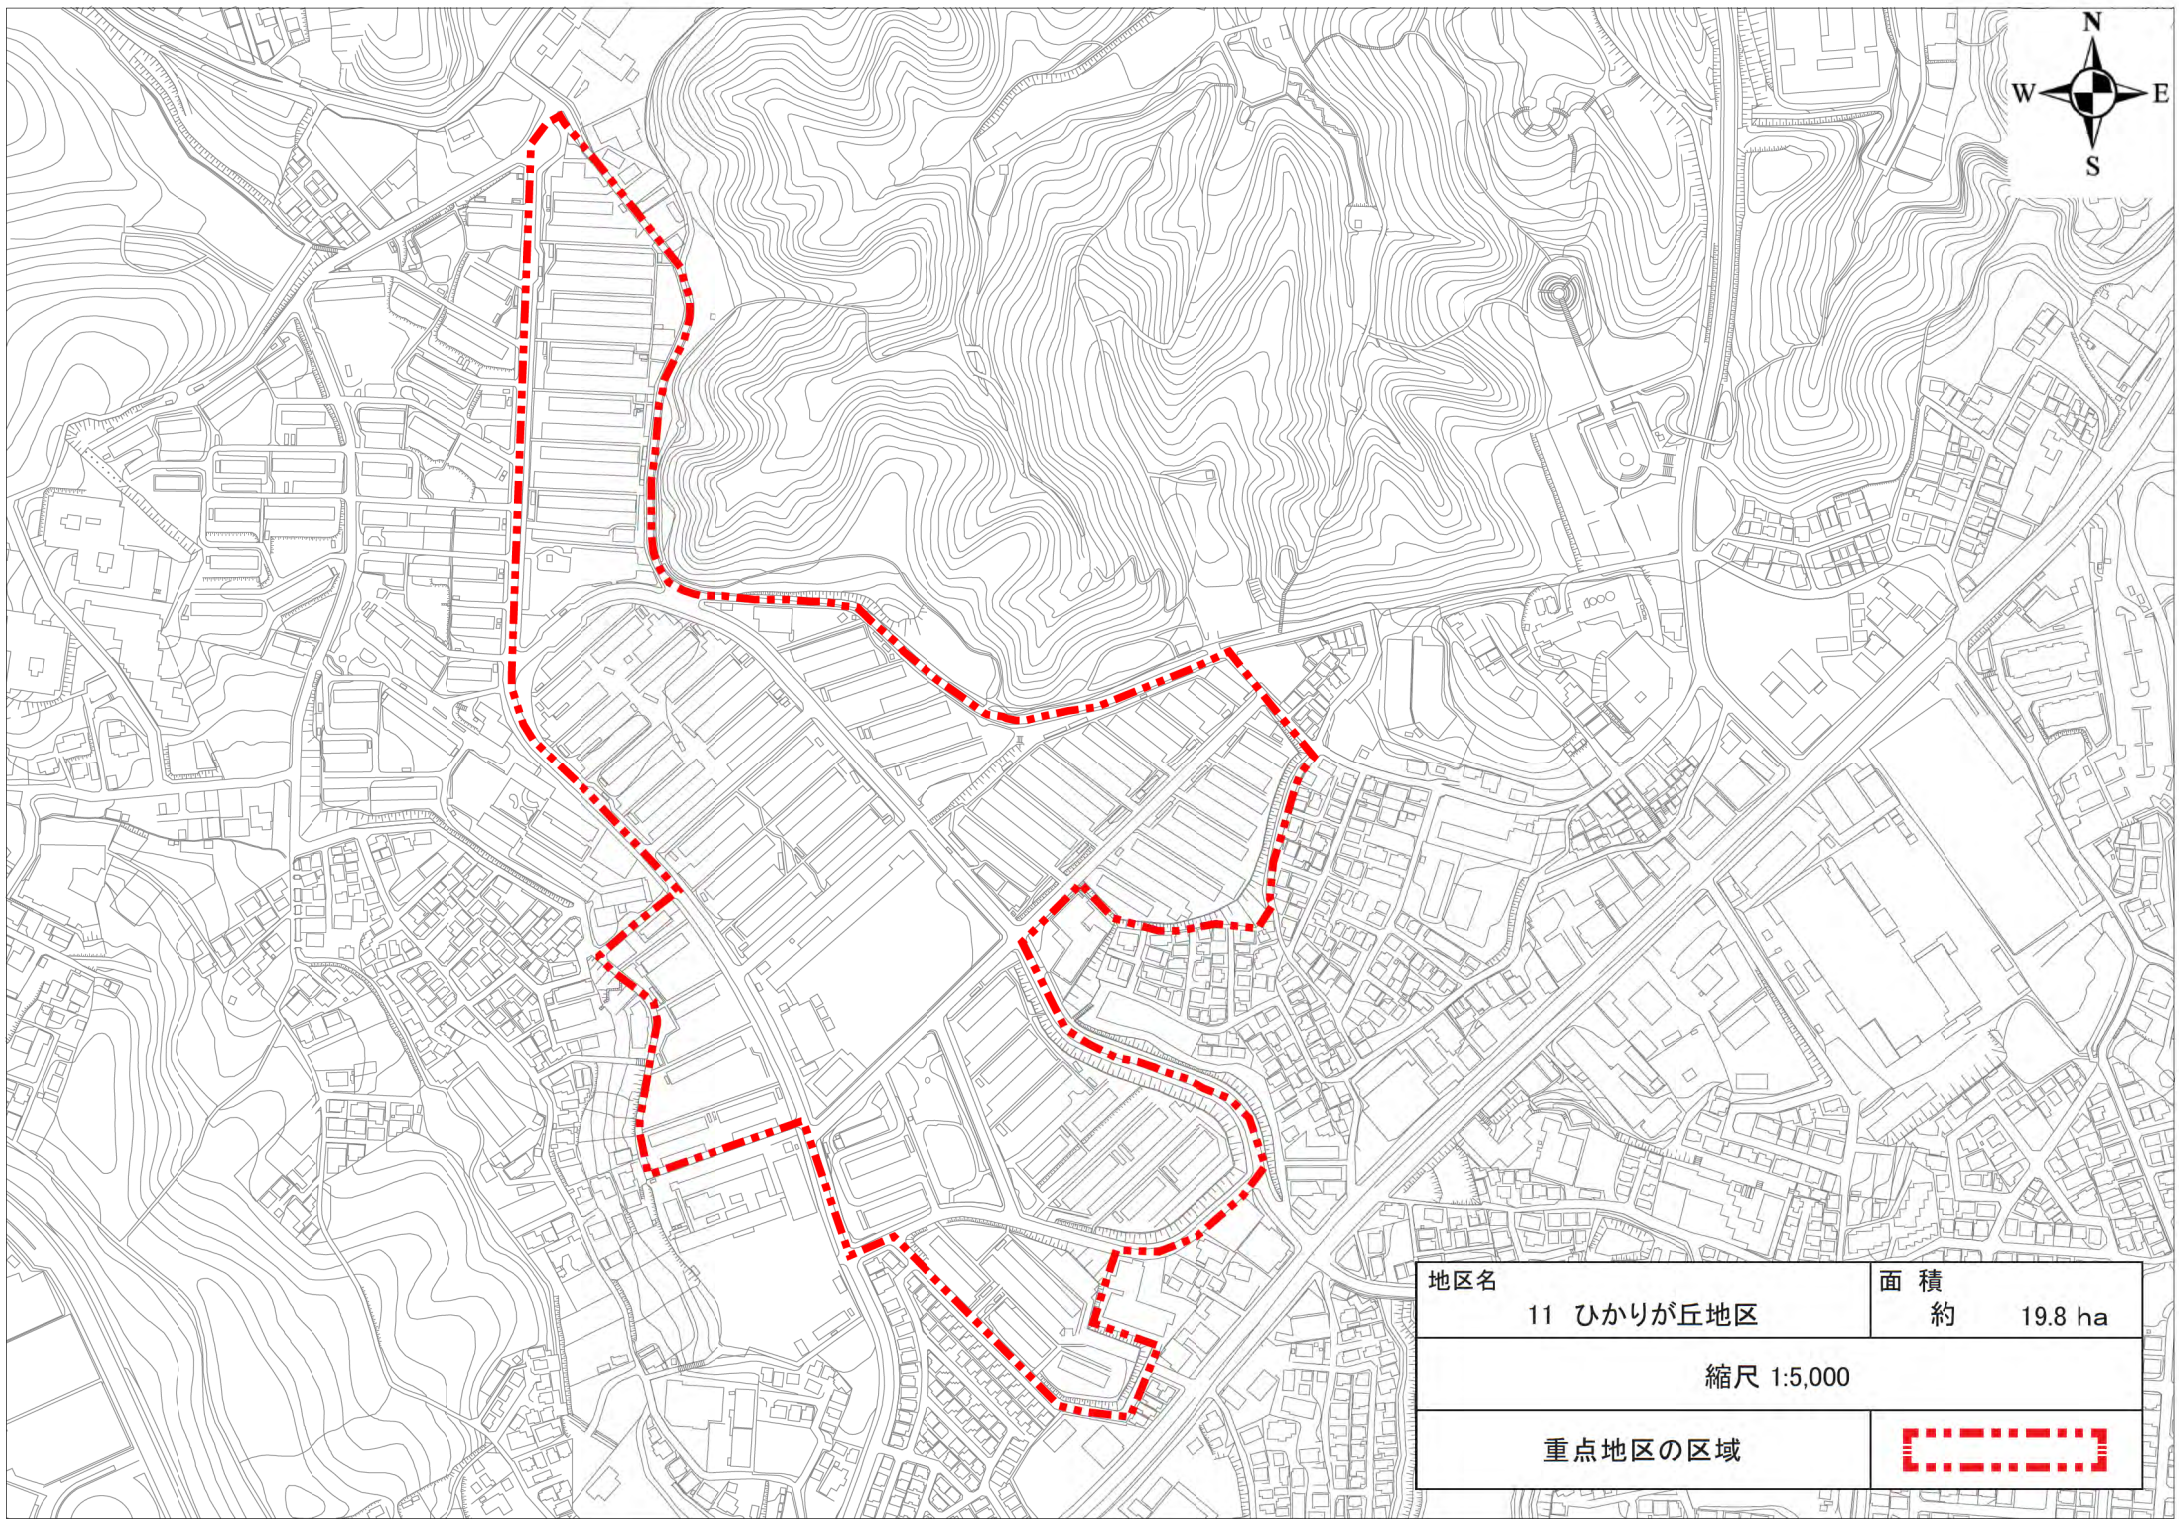 N
W E
S
地区名
11 ひかりが丘地区
面 積
約 19.8 ha
縮尺 1:5,000
重点地区の区域